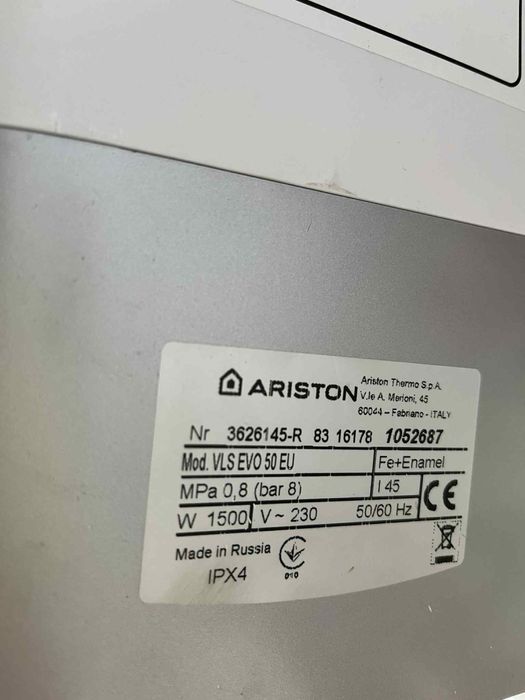 ARISTON
Ariston Thermo S.p.A.
V.le A. Merloni, 45
60044 – Fabriano - ITALY
Nr 3626145-R 83 16178 1052687
Mod. VLS EVO 50 EU Fe+Enamel
MPa 0,8 (bar 8) l 45 CE
W 1500 V~ 230 50/60 Hz
Made in Russia
010
IPX4